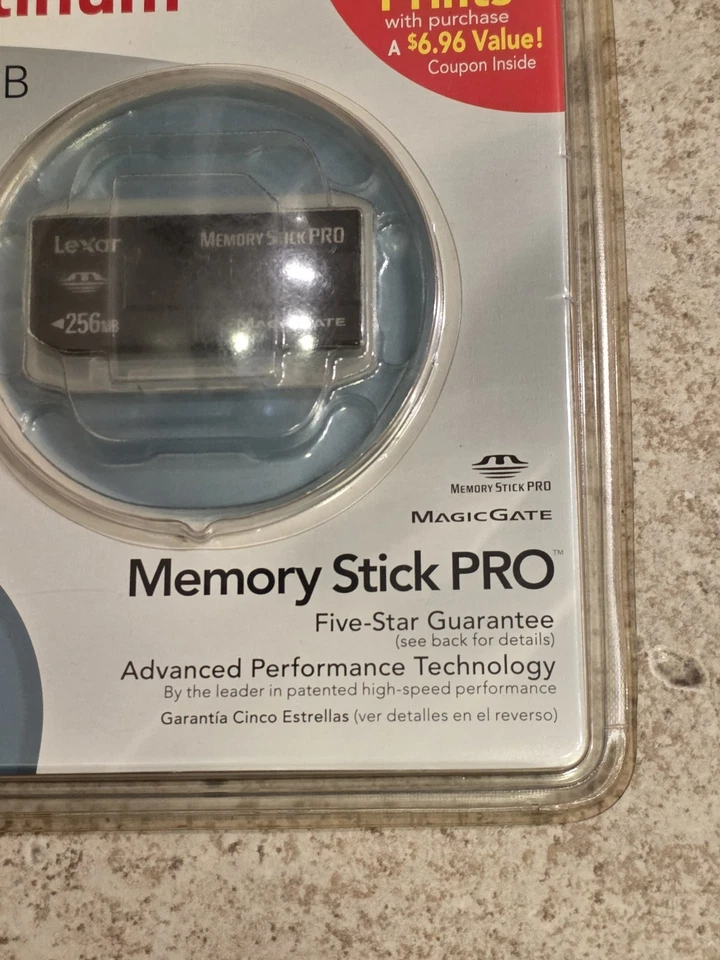 Prints
with purchase
A $6.96 Value!
Coupon Inside
B
Lexar
MEMORY STICK PRO
◄256MB
MAGICGATE
MEMORY STICK PRO
MAGICGATE
Memory Stick PRO™
Five-Star Guarantee
(see back for details)
Advanced Performance Technology
By the leader in patented high-speed performance
Garantía Cinco Estrellas (ver detalles en el reverso)